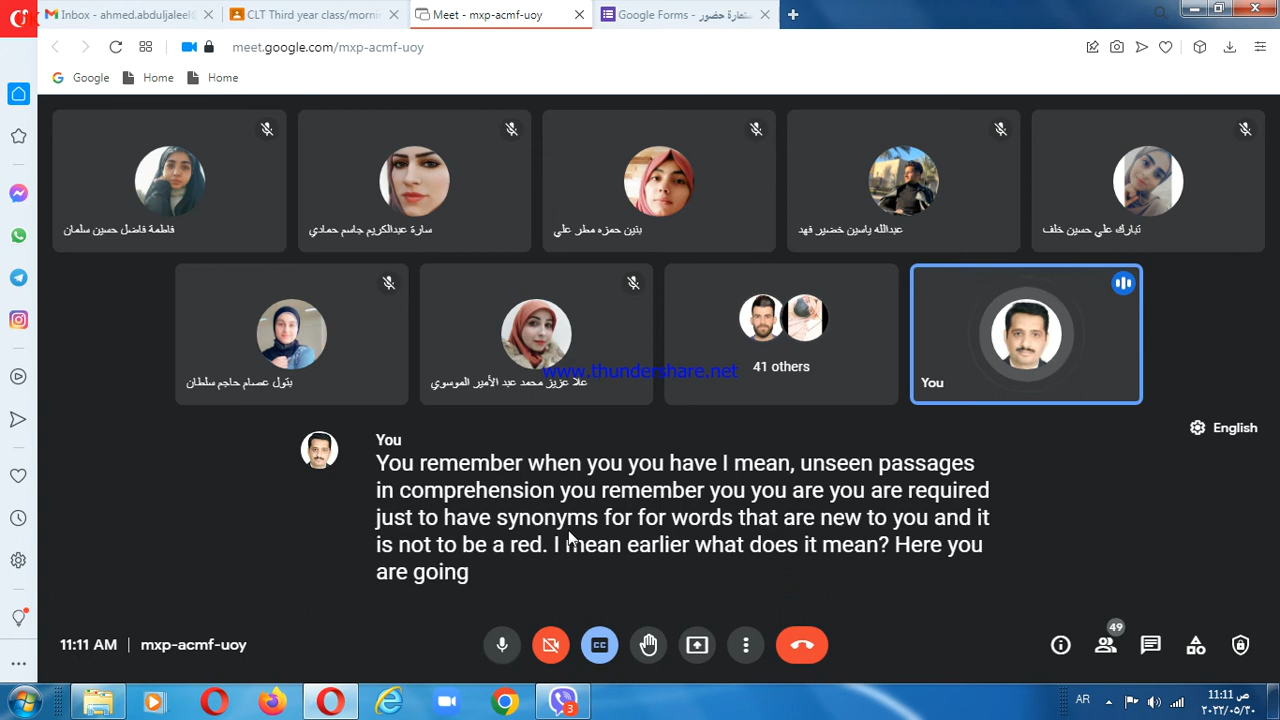 Inbox - ahmed.abduljaleel
CLT Third year class/mornin
Meet - mxp-acmf-uoy
Google Forms - استمارة حضور
meet.google.com/mxp-acmf-uoy
Google
Home
Home
فاطمة فاضل حسين سلمان
سارة عبدالكريم جاسم حمادي
بنين حمزه مطر علي
عبدالله ياسين خضير فهد
تبارك علي حسين خلف
بتول عصام حاجم سلطان
علا عزيز محمد عبد الأمير الموسوي
www.thundershare.net
41 others
You
English
You
You remember when you you have I mean, unseen passages
in comprehension you remember you you are you are required
just to have synonyms for for words that are new to you and it
is not to be a red. I mean earlier what does it mean? Here you
are going
11:11 AM | mxp-acmf-uoy
CC
49
3
AR
11:11 ص
٢٠٢٢/٠٥/٣٠